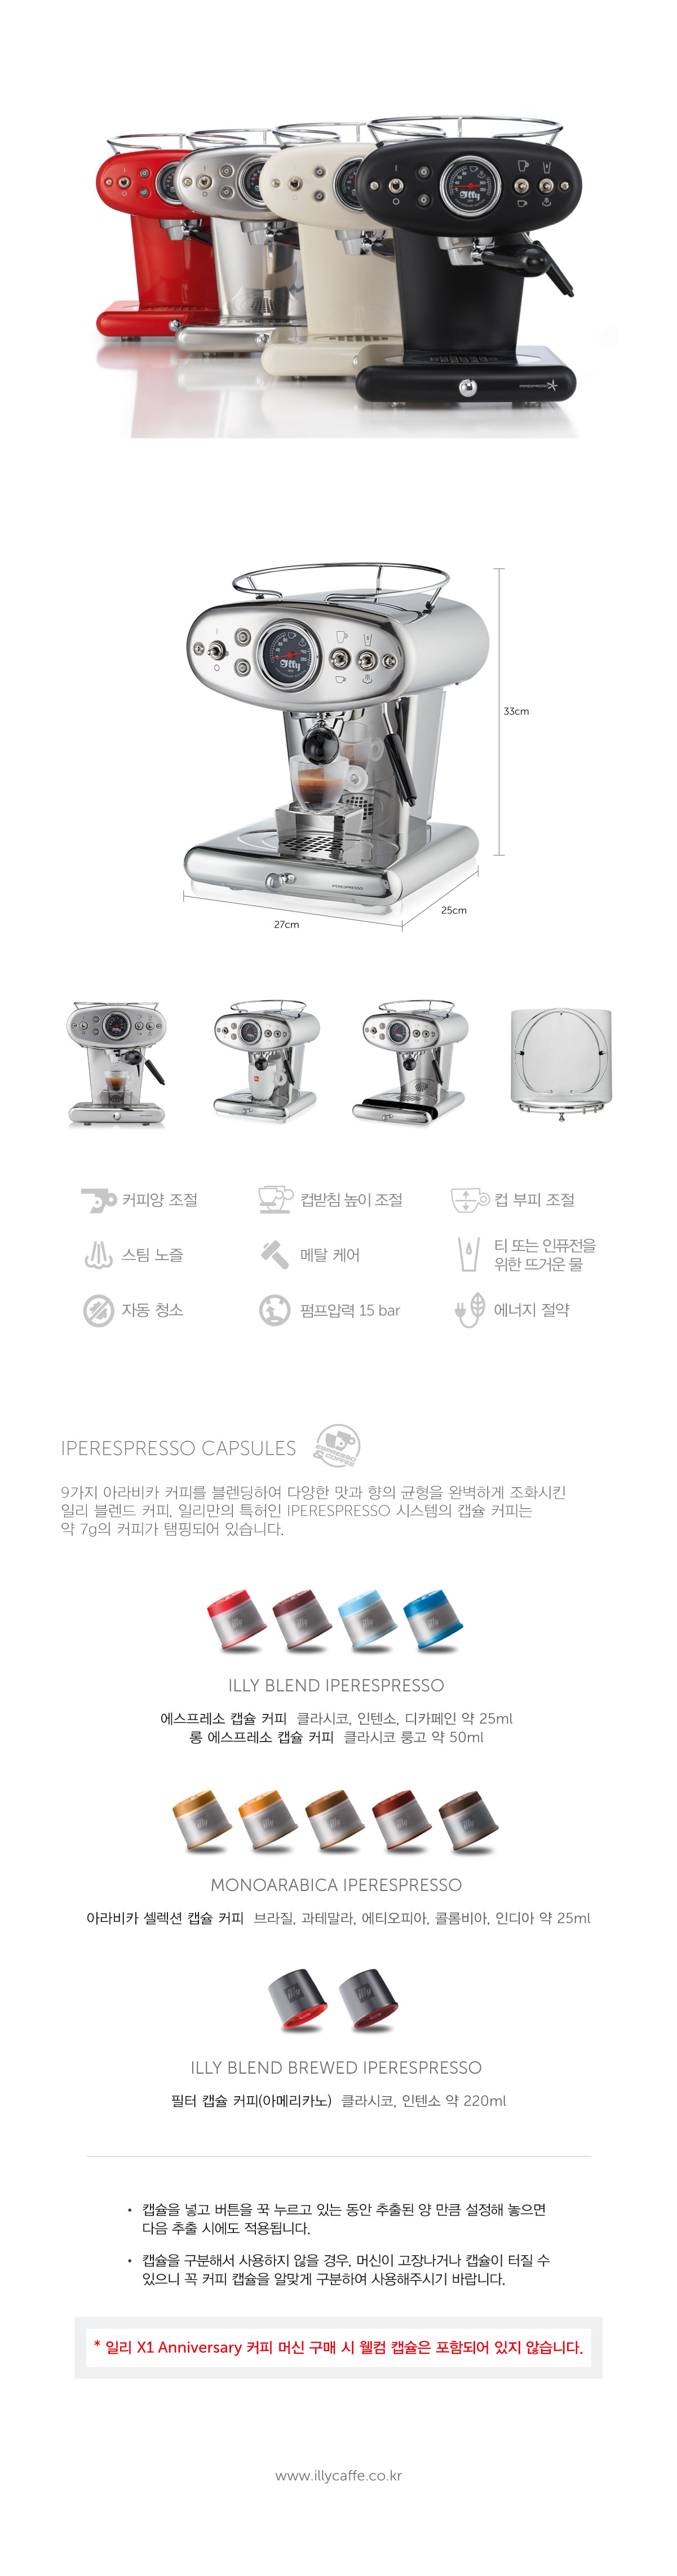 illy
illy
33cm
25cm
27cm
커피양 조절
컵받침 높이 조절
컵 부피 조절
스팀 노즐
메탈 케어
티 또는 인퓨전을
위한 뜨거운 물
자동 청소
펌프압력 15 bar
에너지 절약
IPERESPRESSO CAPSULES
ESPRESSO
& COFFEE
9가지 아라비카 커피를 블렌딩하여 다양한 맛과 향의 균형을 완벽하게 조화시킨
일리 블렌드 커피. 일리만의 특허인 IPERESPRESSO 시스템의 캡슐 커피는
약 7g의 커피가 탬핑되어 있습니다.
ILLY BLEND IPERESPRESSO
에스프레소 캡슐 커피 클라시코, 인텐소, 디카페인 약 25ml
롱 에스프레소 캡슐 커피 클라시코 룽고 약 50ml
MONOARABICA IPERESPRESSO
아라비카 셀렉션 캡슐 커피 브라질, 과테말라, 에티오피아, 콜롬비아, 인디아 약 25ml
ILLY BLEND BREWED IPERESPRESSO
필터 캡슐 커피(아메리카노) 클라시코, 인텐소 약 220ml
• 캡슐을 넣고 버튼을 꾹 누르고 있는 동안 추출된 양 만큼 설정해 놓으면
다음 추출 시에도 적용됩니다.
• 캡슐을 구분해서 사용하지 않을 경우, 머신이 고장나거나 캡슐이 터질 수
있으니 꼭 커피 캡슐을 알맞게 구분하여 사용해주시기 바랍니다.
* 일리 X1 Anniversary 커피 머신 구매 시 웰컴 캡슐은 포함되어 있지 않습니다.
www.illycaffe.co.kr